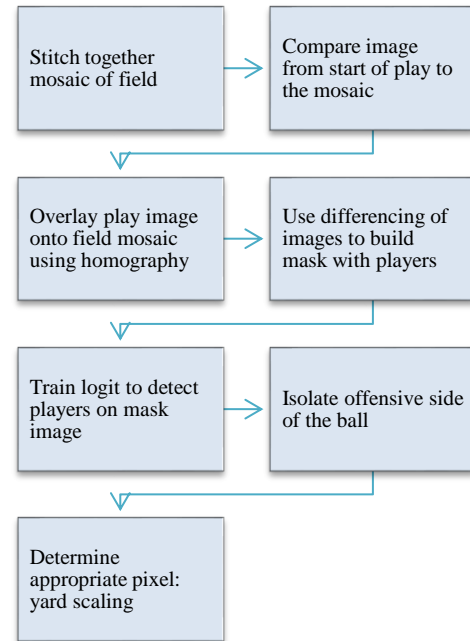 Stitch together
mosaic of field
Compare image
from start of play to
the mosaic
Overlay play image
onto field mosaic
using homography
Use differencing of
images to build
mask with players
Train logit to detect
players on mask
image
Isolate offensive side
of the ball
Determine
appropriate pixel:
yard scaling